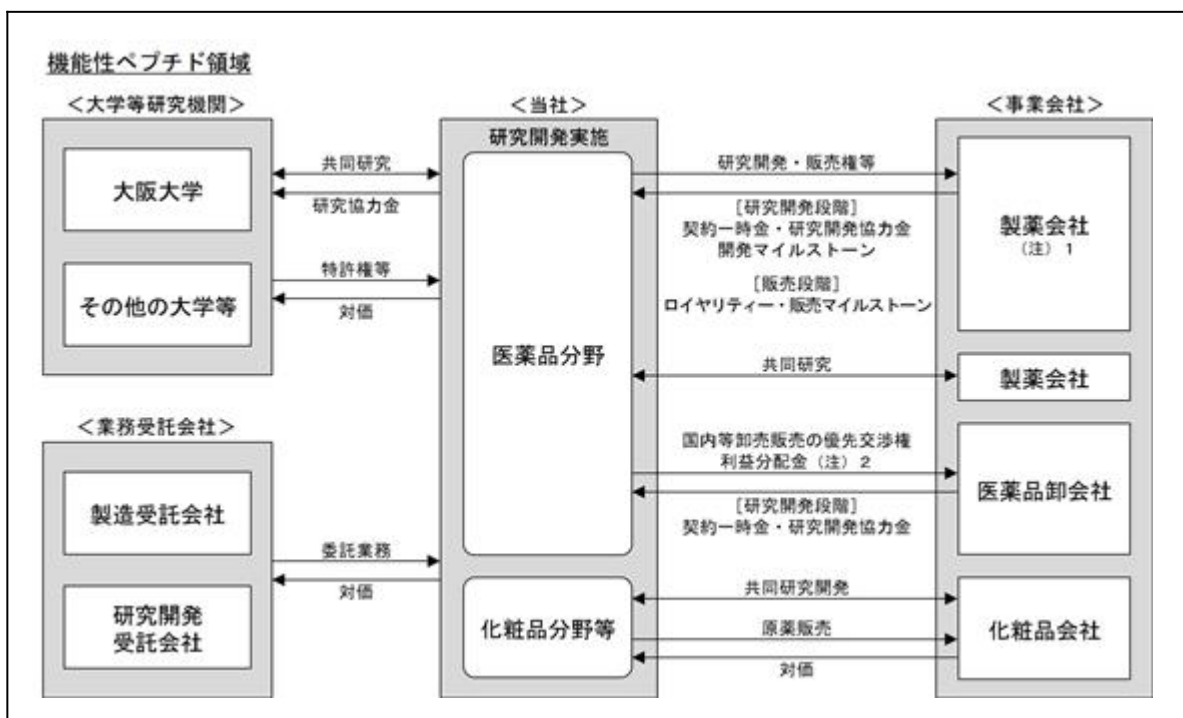 機能性ペプチド領域
＜大学等研究機関＞
大阪大学
その他の大学等
＜業務受託会社＞
製造受託会社
研究開発
受託会社
共同研究
研究協力金
特許権等
対価
委託業務
対価
＜当社＞
研究開発実施
医薬品分野
化粧品分野等
研究開発・販売権等
［研究開発段階］
契約一時金・研究開発協力金
開発マイルストーン
［販売段階］
ロイヤリティー・販売マイルストーン
共同研究
国内等卸売販売の優先交渉権
利益分配金（注）２
［研究開発段階］
契約一時金・研究開発協力金
共同研究開発
原薬販売
対価
＜事業会社＞
製薬会社
（注）１
製薬会社
医薬品卸会社
化粧品会社